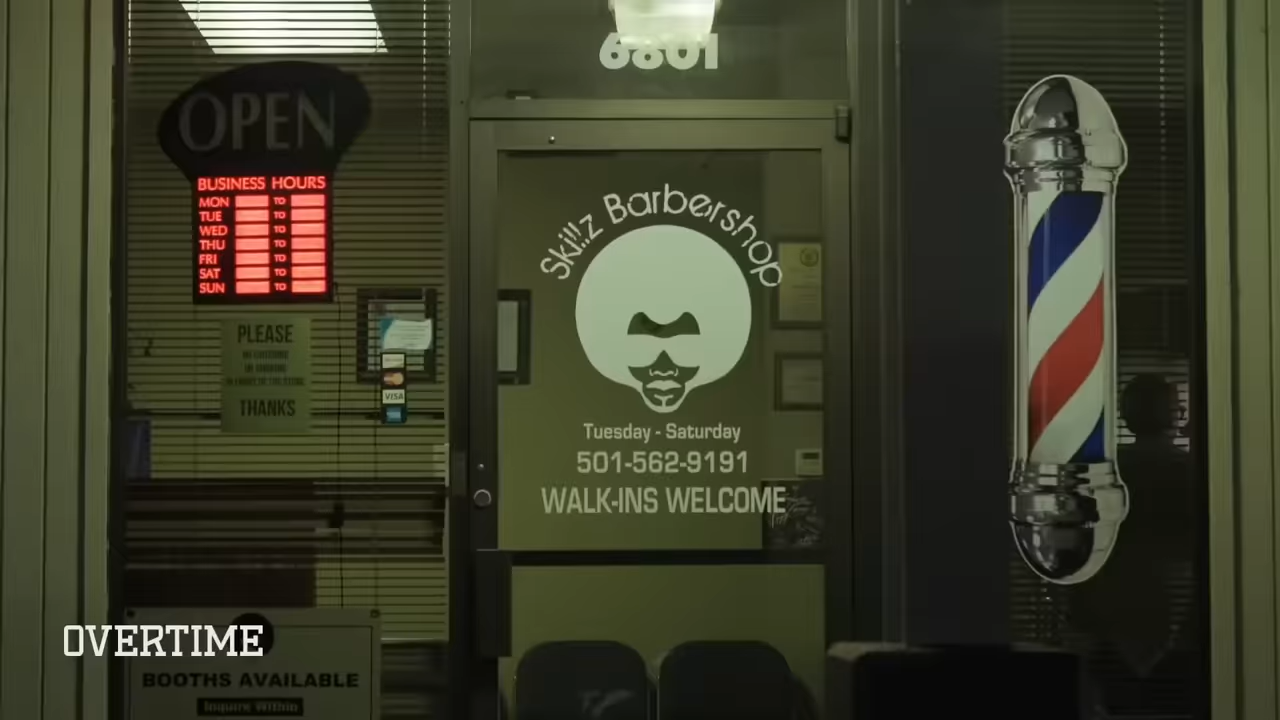 6801
OPEN
BUSINESS HOURS
MON TO
TUE TO
WED TO
THU TO
FRI TO
SAT TO
SUN TO
PLEASE
THANKS
VISA
Skillz Barbershop
Tuesday - Saturday
501-562-9191
WALK-INS WELCOME
OVERTIME
BOOTHS AVAILABLE
Inquire Within